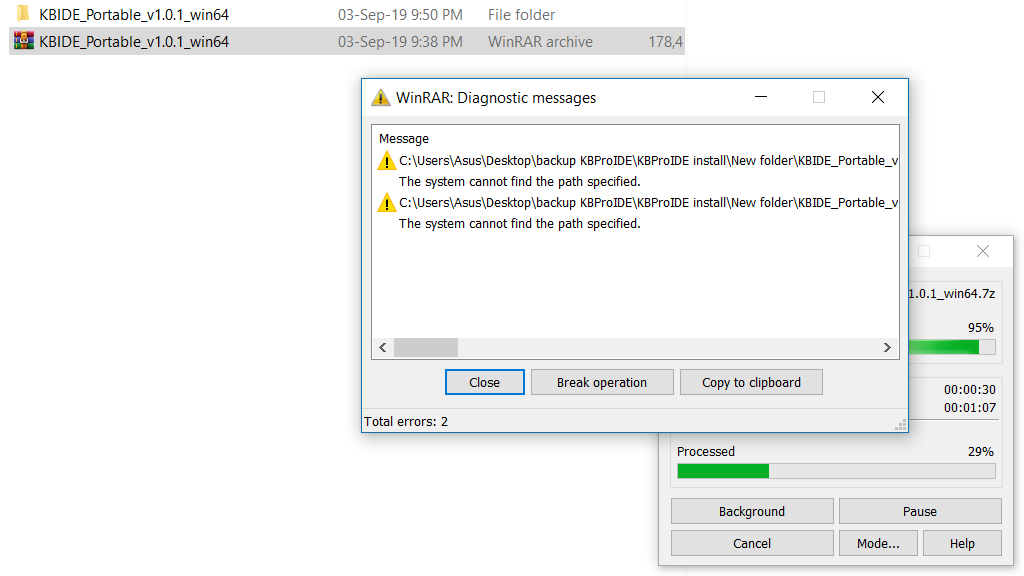 KBIDE_Portable_v1.0.1_win64 03-Sep-19 9:50 PM File folder
KBIDE_Portable_v1.0.1_win64 03-Sep-19 9:38 PM WinRAR archive 178,4
WinRAR: Diagnostic messages
Message
C:\Users\Asus\Desktop\backup KBProIDE\KBProIDE install\New folder\KBIDE_Portable_v
The system cannot find the path specified.
C:\Users\Asus\Desktop\backup KBProIDE\KBProIDE install\New folder\KBIDE_Portable_v
The system cannot find the path specified.
Close Break operation Copy to clipboard
Total errors: 2
1.0.1_win64.7z
95%
00:00:30
00:01:07
Processed 29%
Background Pause
Cancel Mode... Help